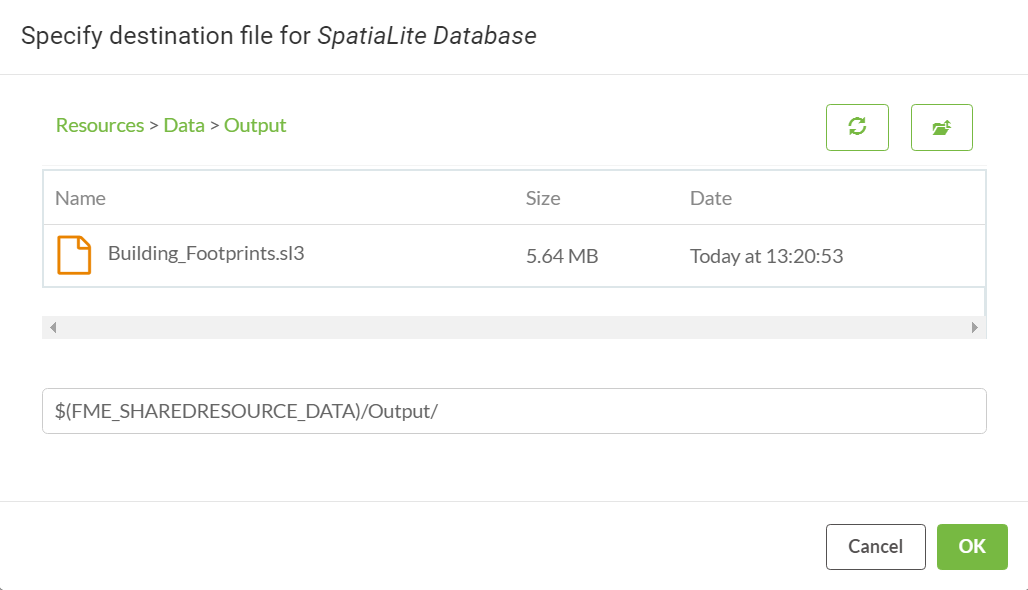 Specify destination file for SpatiaLite Database
Resources > Data > Output
Name Size Date
Building_Footprints.sl3 5.64 MB Today at 13:20:53
$(FME_SHAREDRESOURCE_DATA)/Output/
Cancel OK